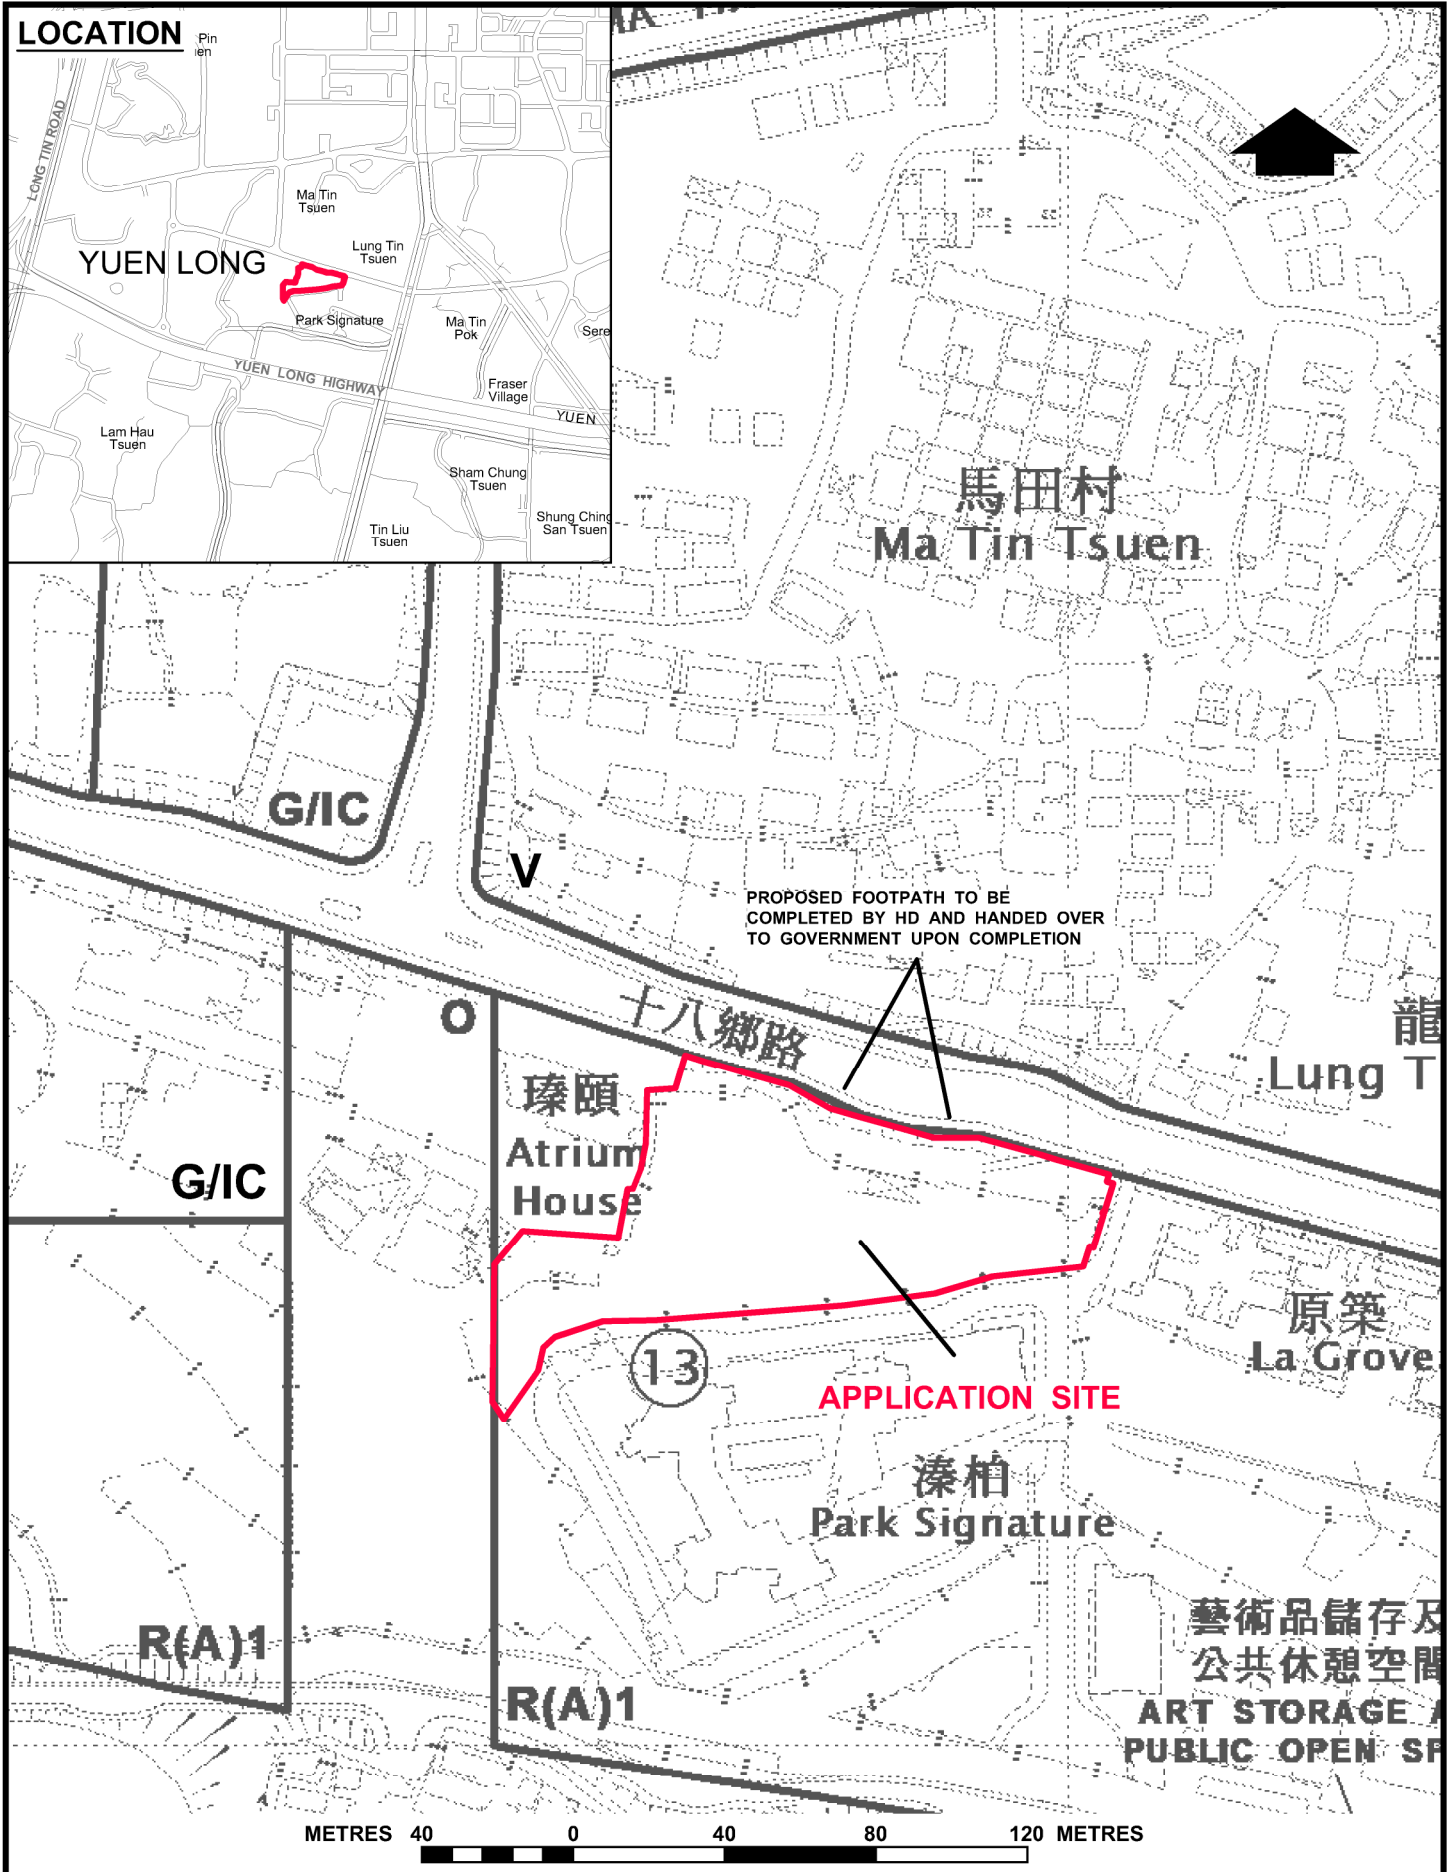 LOCATION
Pin
LONG TIN ROAD
Ma Tin
Tsuen
Lung Tin
Tsuen
YUEN LONG
Park Signature
Ma Tin
Pok
Sere
YUEN LONG HIGHWAY
Fraser
Village
YUEN
Lam Hau
Tsuen
Sham Chung
Tsuen
Shung Ching
San Tsuen
Tin Liu
Tsuen
馬田村
Ma Tin Tsuen
G/IC
V
PROPOSED FOOTPATH TO BE
COMPLETED BY HD AND HANDED OVER
TO GOVERNMENT UPON COMPLETION
O
十八鄉路
龍
Lung T
瑧頤
Atrium
House
G/IC
原築
La Grove
13
APPLICATION SITE
溱柏
Park Signature
R(A)1
R(A)1
藝術品儲存及
公共休憩空間
ART STORAGE A
PUBLIC OPEN SP
METRES 40 0 40 80 120 METRES